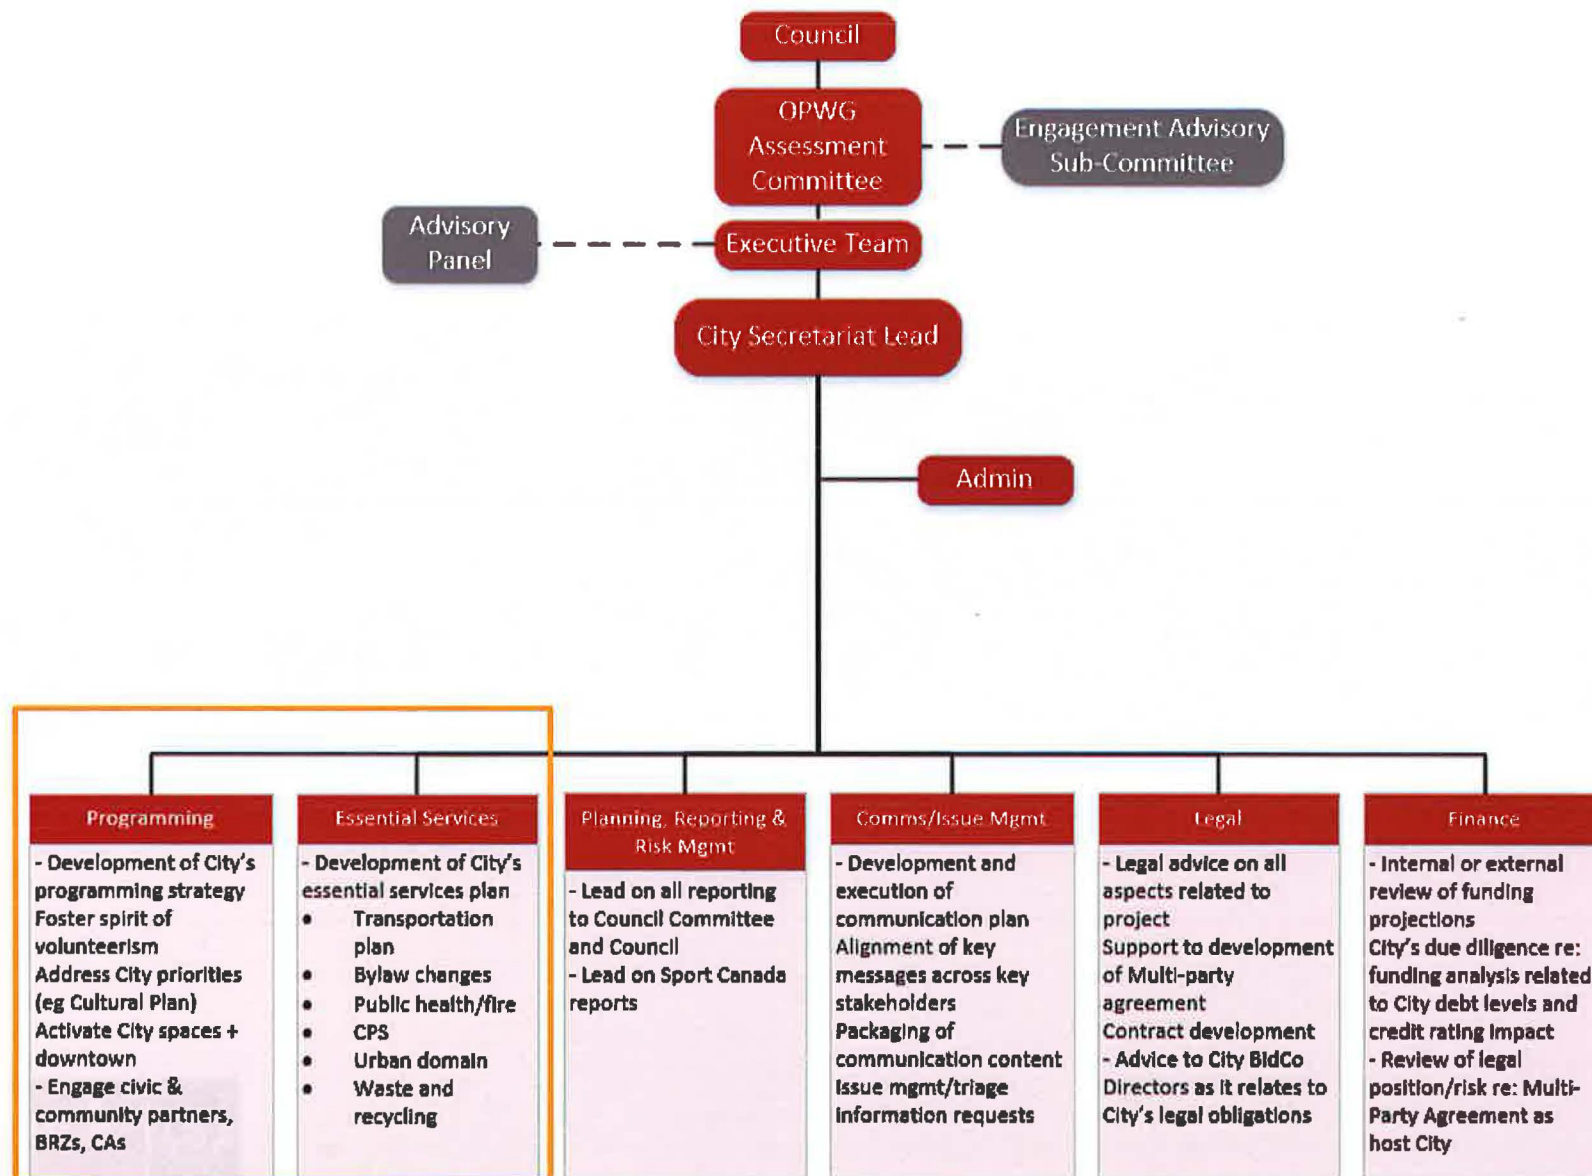 Council
OPWG
Assessment
Committee
Engagement Advisory
Sub-Committee
Advisory
Panel
Executive Team
City Secretariat Lead
Admin
Programming
- Development of City's
programming strategy
Foster spirit of
volunteerism
Address City priorities
(eg Cultural Plan)
Activate City spaces +
downtown
- Engage civic &
community partners,
BRZs, CAs
Essential Services
- Development of City's
essential services plan
• Transportation
plan
• Bylaw changes
• Public health/fire
• CPS
• Urban domain
• Waste and
recycling
Planning, Reporting &
Risk Mgmt
- Lead on all reporting
to Council Committee
and Council
- Lead on Sport Canada
reports
Comms/Issue Mgmt
- Development and
execution of
communication plan
Alignment of key
messages across key
stakeholders
Packaging of
communication content
Issue mgmt/triage
information requests
Legal
- Legal advice on all
aspects related to
project
Support to development
of Multi-party
agreement
Contract development
- Advice to City BidCo
Directors as it relates to
City's legal obligations
Finance
- Internal or external
review of funding
projections
City's due diligence re:
funding analysis related
to City debt levels and
credit rating impact
- Review of legal
position/risk re: Multi-
Party Agreement as
host City